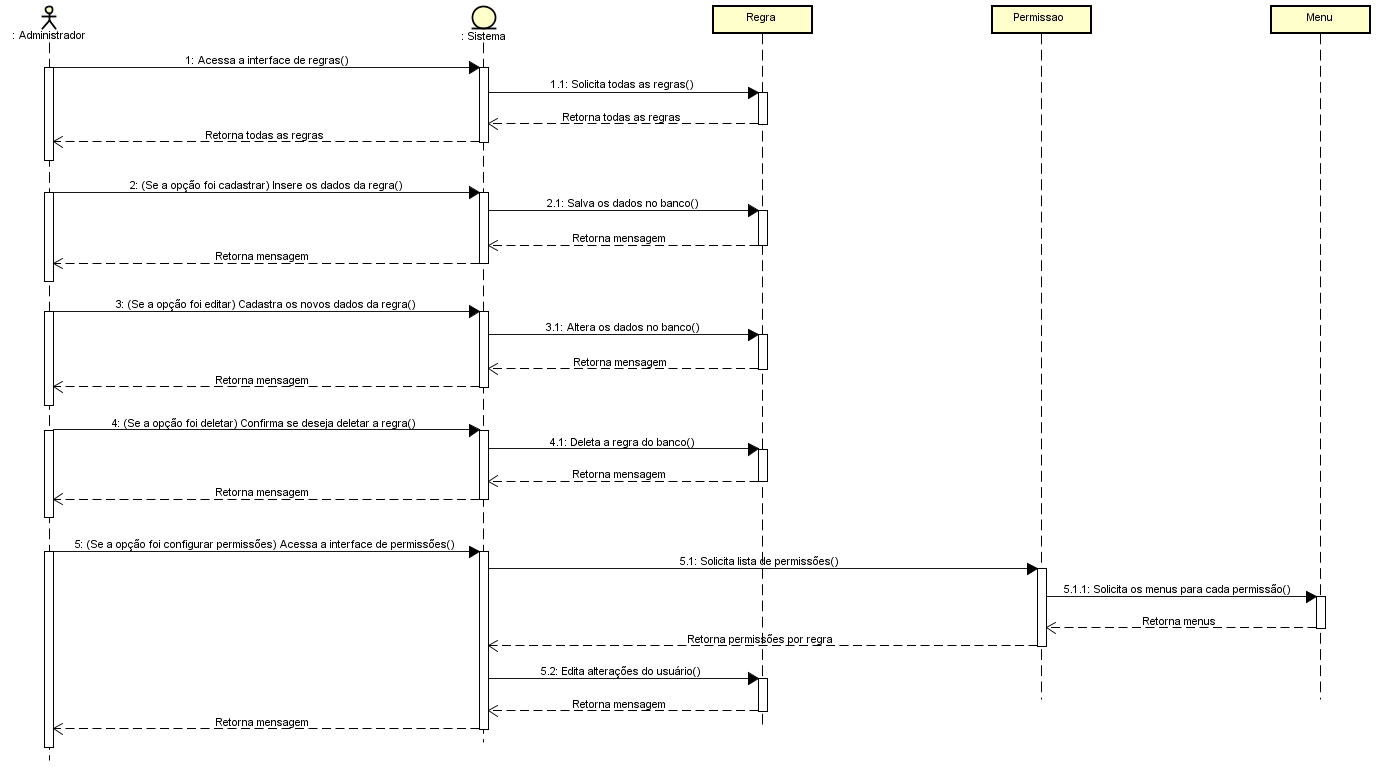 : Administrador
: Sistema
Regra
Permissao
Menu
1: Acessa a interface de regras()
1.1: Solicita todas as regras()
Retorna todas as regras
Retorna todas as regras
2: (Se a opção foi cadastrar) Insere os dados da regra()
2.1: Salva os dados no banco()
Retorna mensagem
Retorna mensagem
3: (Se a opção foi editar) Cadastra os novos dados da regra()
3.1: Altera os dados no banco()
Retorna mensagem
Retorna mensagem
4: (Se a opção foi deletar) Confirma se deseja deletar a regra()
4.1: Deleta a regra do banco()
Retorna mensagem
Retorna mensagem
5: (Se a opção foi configurar permissões) Acessa a interface de permissões()
5.1: Solicita lista de permissões()
5.1.1: Solicita os menus para cada permissão()
Retorna menus
Retorna permissões por regra
5.2: Edita alterações do usuário()
Retorna mensagem
Retorna mensagem